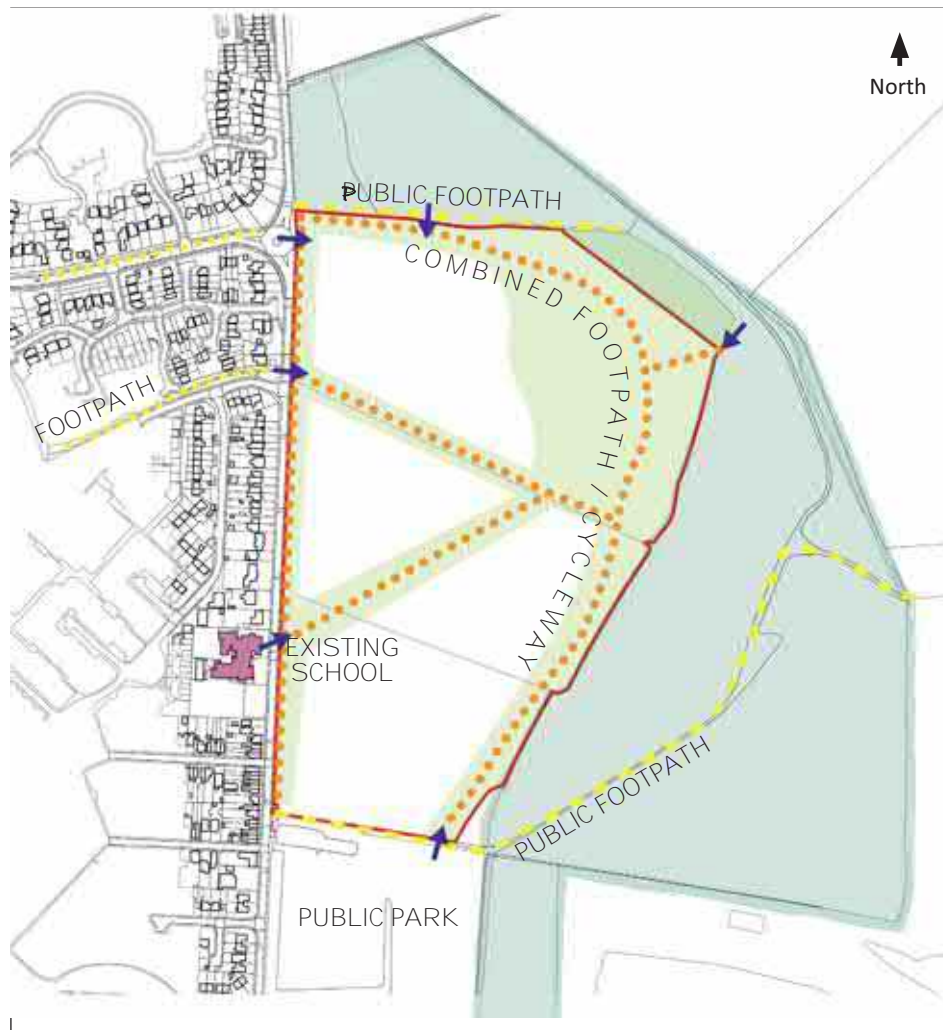 North
PUBLIC FOOTPATH
COMBINED FOOTPATH / CYCLEWAY
FOOTPATH
EXISTING
SCHOOL
PUBLIC FOOTPATH
PUBLIC PARK